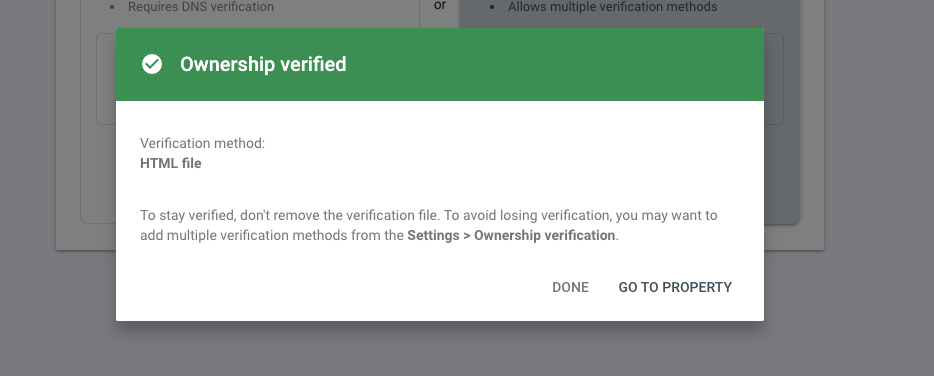 • Requires DNS verification
or
• Allows multiple verification methods
Ownership verified
Verification method:
HTML file
To stay verified, don't remove the verification file. To avoid losing verification, you may want to
add multiple verification methods from the Settings > Ownership verification.
DONE GO TO PROPERTY